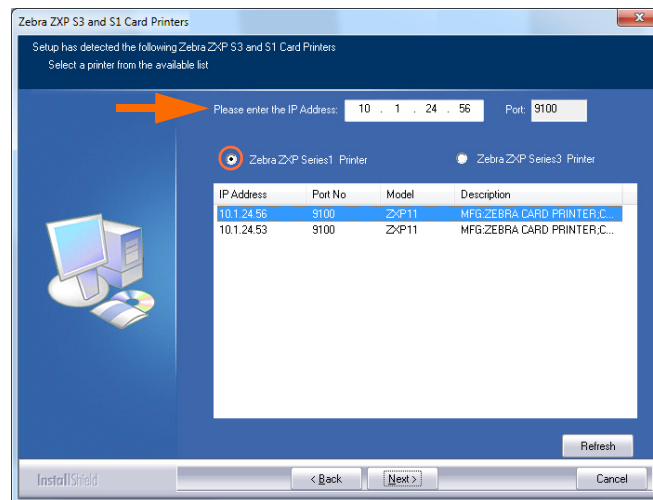 Zebra ZXP S3 and S1 Card Printers
Setup has detected the following Zebra ZXP S3 and S1 Card Printers
Select a printer from the available list
Please enter the IP Address: 10 . 1 . 24 . 56 Port: 9100
Zebra ZXP Series1 Printer Zebra ZXP Series3 Printer
IP Address Port No Model Description
10.1.24.56 9100 ZXP11 MFG:ZEBRA CARD PRINTER;C...
10.1.24.53 9100 ZXP11 MFG:ZEBRA CARD PRINTER;C...
Refresh
InstallShield < Back Next > Cancel